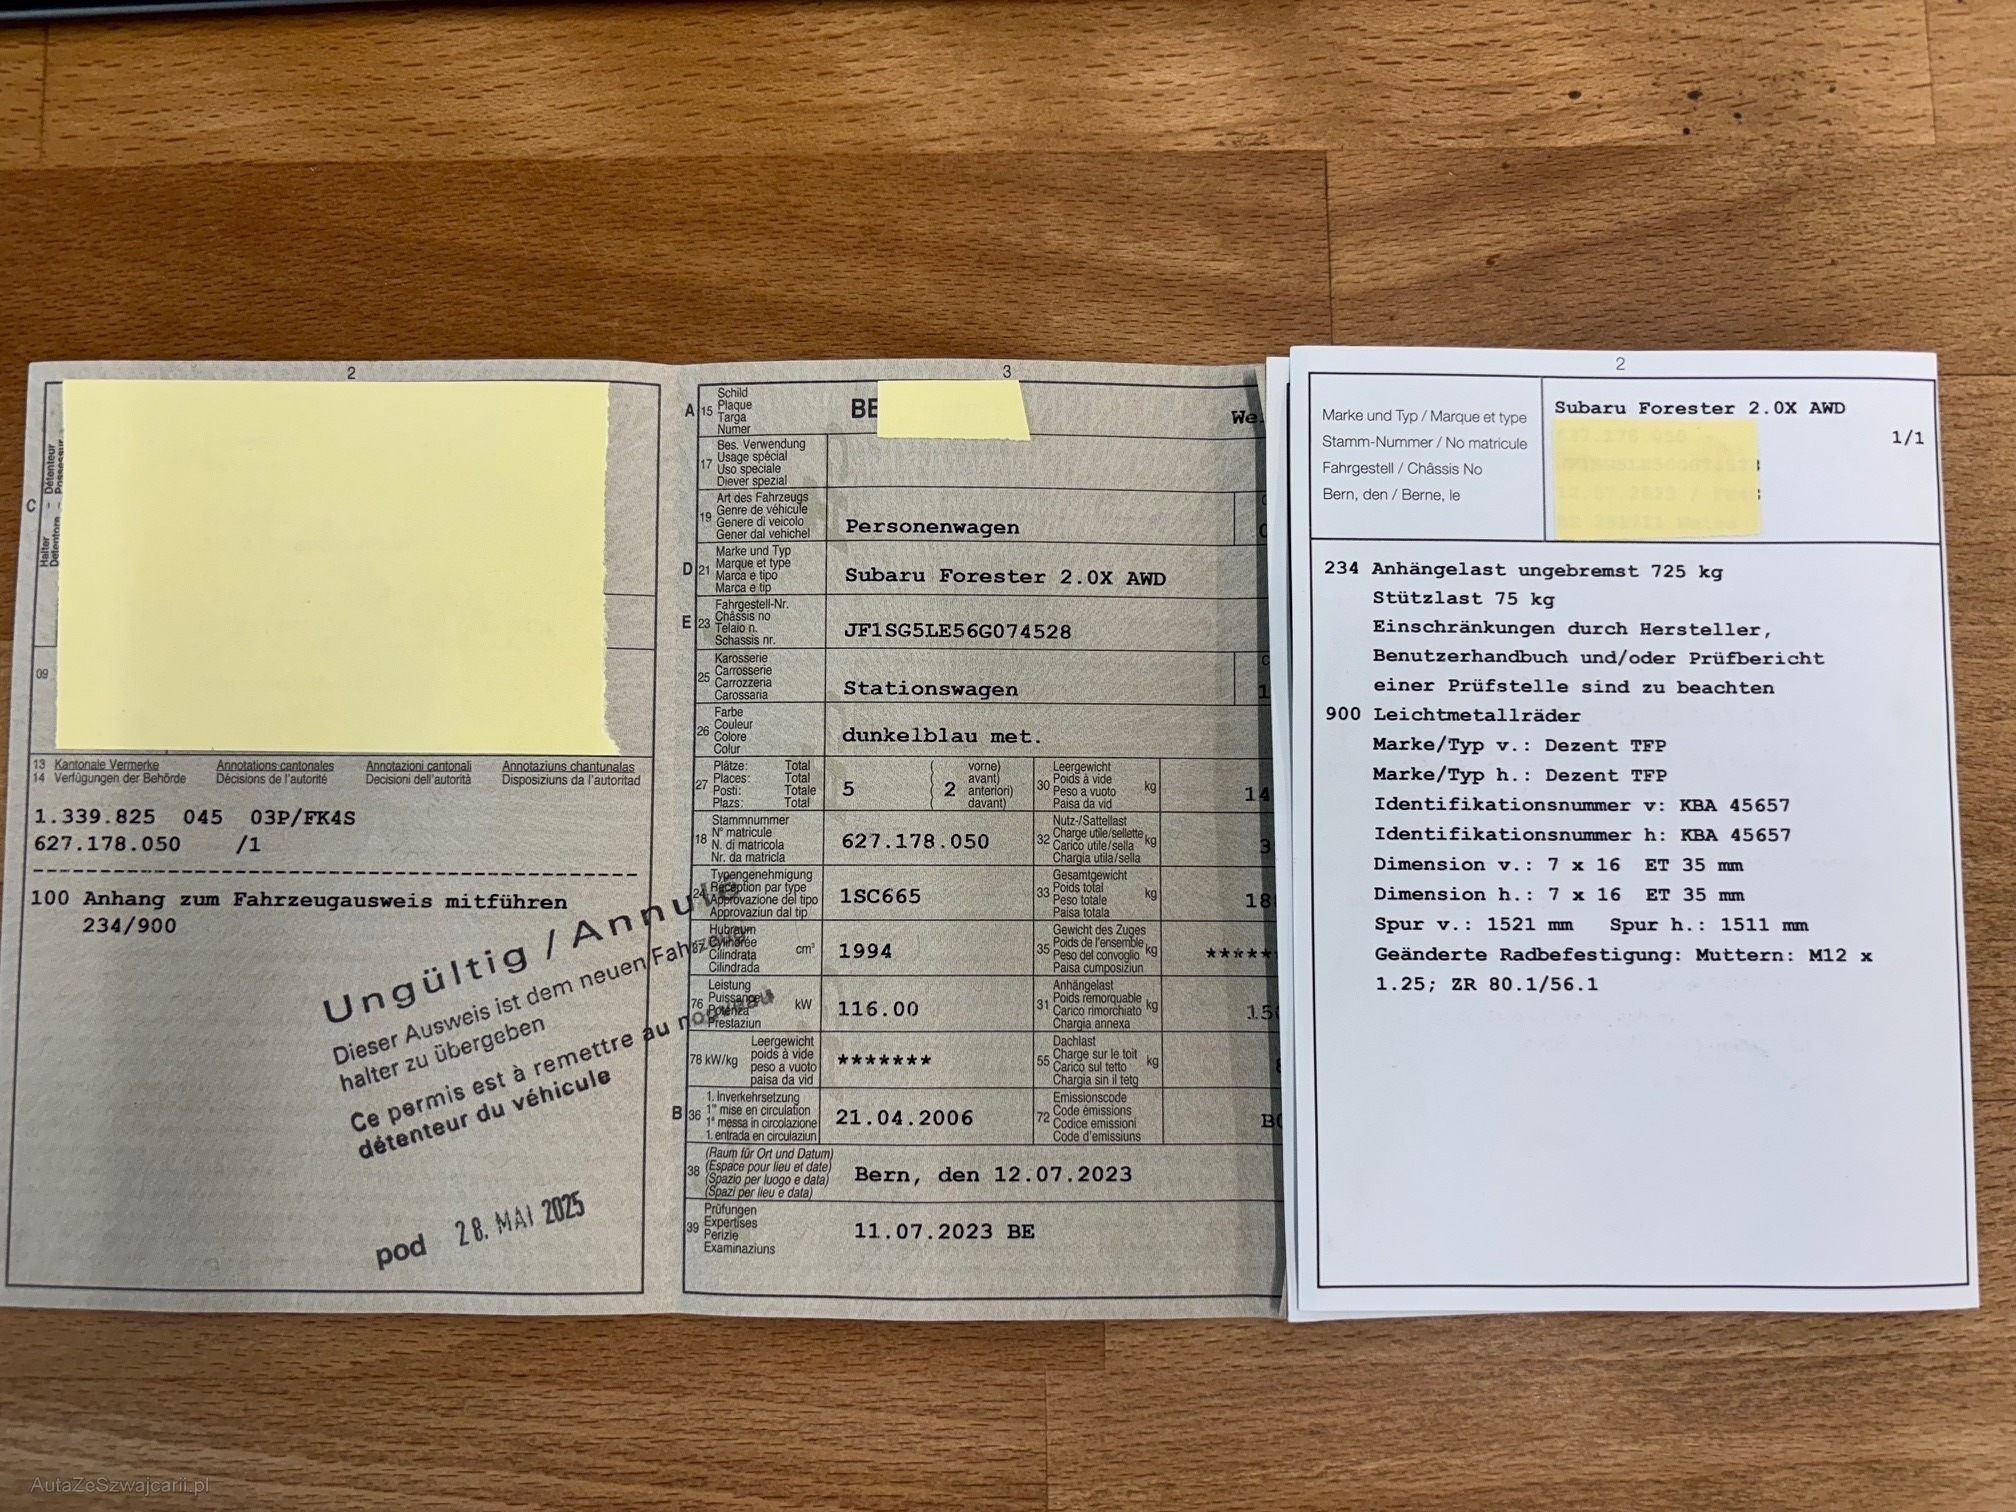 2
C
Halter
Détenteur
09
13 Kantonale Vermerke Annotations cantonales Annotazioni cantonali Annotaziuns chantunalas
14 Verfügungen der Behörde Décisions de l'autorité Decisioni dell'autorità Disposiziuns da l'autoritad
1.339.825 045 03P/FK4S
627.178.050 /1
100 Anhang zum Fahrzeugausweis mitführen
234/900
Ungültig / Annulé
Dieser Ausweis ist dem neuen Fahrzeug
halter zu übergeben
Ce permis est à remettre au nouveau
détenteur du véhicule
pod 28. MAI 2025
3
A 15 Schild
Plaque
Targa
Numer
BE
17 Bes. Verwendung
Usage spécial
Uso speciale
Diever spezial
19 Art des Fahrzeugs
Genre de véhicule
Genere di veicolo
Gener dal vehichel
Personenwagen
D 21 Marke und Typ
Marque et type
Marca e tipo
Marca e tip
Subaru Forester 2.0X AWD
E 23 Fahrgestell-Nr.
Châssis no
Telaio n.
Schassis nr.
JF1SG5LE56G074528
25 Karosserie
Carrosserie
Carrozzeria
Carossaria
Stationswagen
26 Farbe
Couleur
Colore
Colur
dunkelblau met.
27 Plätze: Total
Places: Total
Posti: Totale
Plazs: Total
5
2
vorne)
avant)
anteriori)
davant)
30 Leergewicht
Poids à vide
Peso a vuoto
Paisa da vid
kg
14
18 Stammnummer
N° matricule
N. di matricola
Nr. da matricla
627.178.050
32 Nutz-/Sattellast
Charge utile/sellette
Carico utile/sella
Chargia utila/sella
kg
3
24 Typengenehmigung
Réception par type
Approvazione del tipo
Approvaziun dal tip
1SC665
33 Gesamtgewicht
Poids total
Peso totale
Paisa totala
kg
18
37 Hubraum
Cylindrée
Cilindrata
Cilindrada
cm³
1994
35 Gewicht des Zuges
Poids de l'ensemble
Peso del convoglio
Paisa cumposiziun
kg
*****
76 Leistung
Puissance
Potenza
Prestaziun
kW
116.00
31 Anhängelast
Poids remorquable
Carico rimorchiato
Chargia annexa
kg
15
78 kW/kg
Leergewicht
poids à vide
peso a vuoto
paisa da vid
*******
55 Dachlast
Charge sur le toit
Carico sul tetto
Chargia sin il tetg
kg
B 36 1. Inverkehrsetzung
1re mise en circulation
1a messa in circolazione
1. entrada en circulaziun
21.04.2006
72 Emissionscode
Code émissions
Codice emissioni
Code d'emissiuns
38 (Raum für Ort und Datum)
(Espace pour lieu et date)
(Spazio per luogo e data)
(Spazi per lieu e data)
Bern, den 12.07.2023
39 Prüfungen
Expertises
Perizie
Examinaziuns
11.07.2023 BE
2
Marke und Typ / Marque et type
Stamm-Nummer / No matricule
Fahrgestell / Châssis No
Bern, den / Berne, le
Subaru Forester 2.0X AWD
1/1
234 Anhängelast ungebremst 725 kg
Stützlast 75 kg
Einschränkungen durch Hersteller,
Benutzerhandbuch und/oder Prüfbericht
einer Prüfstelle sind zu beachten
900 Leichtmetallräder
Marke/Typ v.: Dezent TFP
Marke/Typ h.: Dezent TFP
Identifikationsnummer v: KBA 45657
Identifikationsnummer h: KBA 45657
Dimension v.: 7 x 16 ET 35 mm
Dimension h.: 7 x 16 ET 35 mm
Spur v.: 1521 mm Spur h.: 1511 mm
Geänderte Radbefestigung: Muttern: M12 x
1.25; ZR 80.1/56.1
AutaZeSzwajcarii.pl